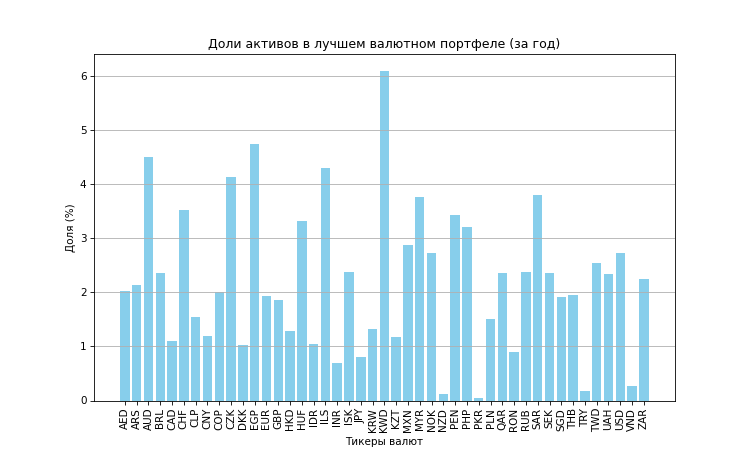 Доли активов в лучшем валютном портфеле (за год)
Доля (%)
6
5
4
3
2
1
0
AED ARS AUD BRL CAD CHF CLP CNY COP CZK DKK EGP EUR GBP HKD HUF IDR ILS INR ISK JPY KRW KWD KZT MXN MYR NOK NZD PEN PHP PKR PLN QAR RON RUB SAR SEK SGD THB TRY TWD UAH USD VND ZAR
Тикеры валют